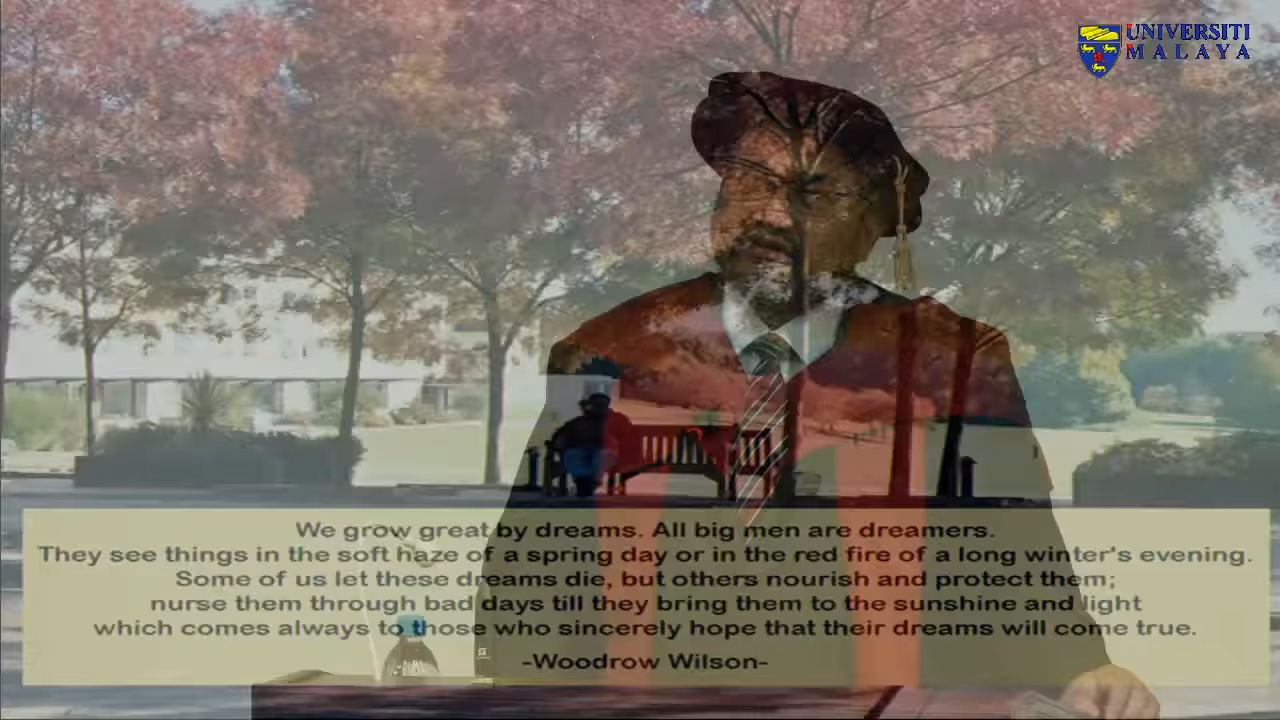 UNIVERSITI
MALAYA
We grow great by dreams. All big men are dreamers.
They see things in the soft haze of a spring day or in the red fire of a long winter's evening.
Some of us let these dreams die, but others nourish and protect them;
nurse them through bad days till they bring them to the sunshine and light
which comes always to those who sincerely hope that their dreams will come true.
-Woodrow Wilson-